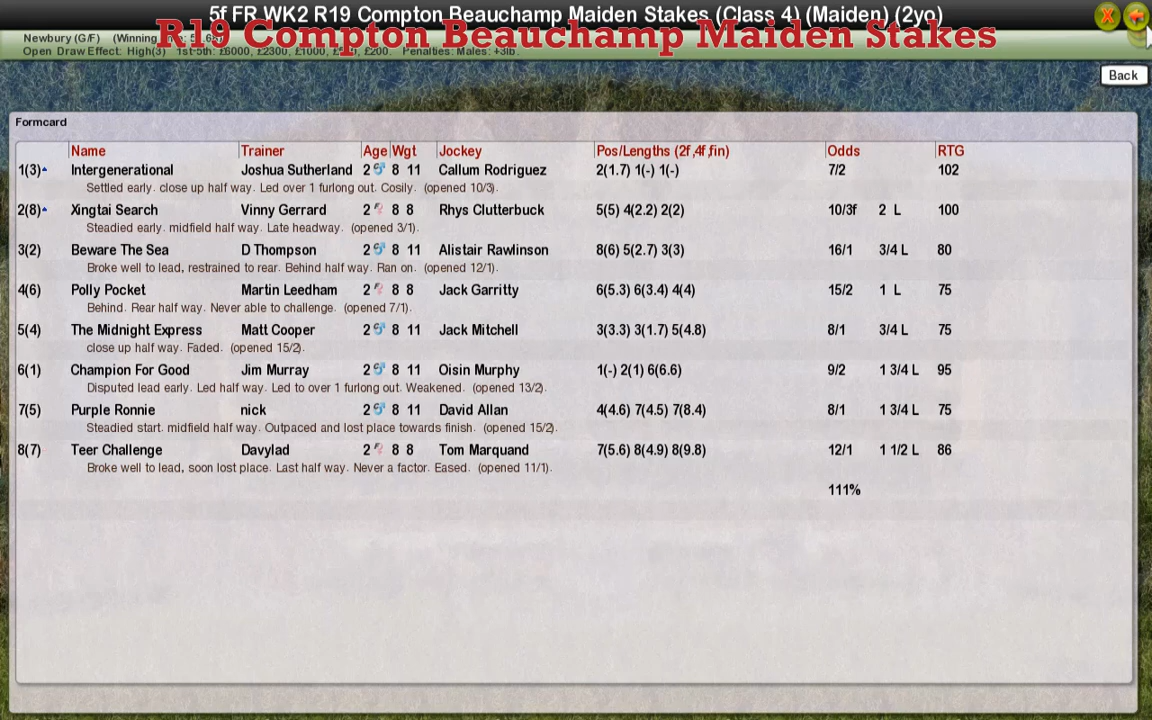 5f FR WK2 R19 Compton Beauchamp Maiden Stakes (Class 4) (Maiden) (2yo)
R19 Compton Beauchamp Maiden Stakes
Newbury (G/F) (Winning
Open Draw Effect: High(3) 1st-5th: £6000, £2300, £1000, £200. Penalties: Males: +3lb.
Back
Formcard
Name Trainer Age Wgt Jockey Pos/Lengths (2f,4f,fin) Odds RTG
1(3) Intergenerational Joshua Sutherland 2 8 11 Callum Rodriguez 2(1.7) 1(-) 1(-) 7/2 102
Settled early. close up half way. Led over 1 furlong out. Cosily. (opened 10/3).
2(8) Xingtai Search Vinny Gerrard 2 8 8 Rhys Clutterbuck 5(5) 4(2.2) 2(2) 10/3f 2 L 100
Steadied early. midfield half way. Late headway. (opened 3/1).
3(2) Beware The Sea D Thompson 2 8 11 Alistair Rawlinson 8(6) 5(2.7) 3(3) 16/1 3/4 L 80
Broke well to lead, restrained to rear. Behind half way. Ran on. (opened 12/1).
4(6) Polly Pocket Martin Leedham 2 8 8 Jack Garritty 6(5.3) 6(3.4) 4(4) 15/2 1 L 75
Behind. Rear half way. Never able to challenge. (opened 7/1).
5(4) The Midnight Express Matt Cooper 2 8 11 Jack Mitchell 3(3.3) 3(1.7) 5(4.8) 8/1 3/4 L 75
close up half way. Faded. (opened 15/2).
6(1) Champion For Good Jim Murray 2 8 11 Oisin Murphy 1(-) 2(1) 6(6.6) 9/2 1 3/4 L 95
Disputed lead early. Led half way. Led to over 1 furlong out. Weakened. (opened 13/2).
7(5) Purple Ronnie nick 2 8 11 David Allan 4(4.6) 7(4.5) 7(8.4) 8/1 1 3/4 L 75
Steadied start. midfield half way. Outpaced and lost place towards finish. (opened 15/2).
8(7) Teer Challenge Davylad 2 8 8 Tom Marquand 7(5.6) 8(4.9) 8(9.8) 12/1 1 1/2 L 86
Broke well to lead, soon lost place. Last half way. Never a factor. Eased. (opened 11/1).
111%